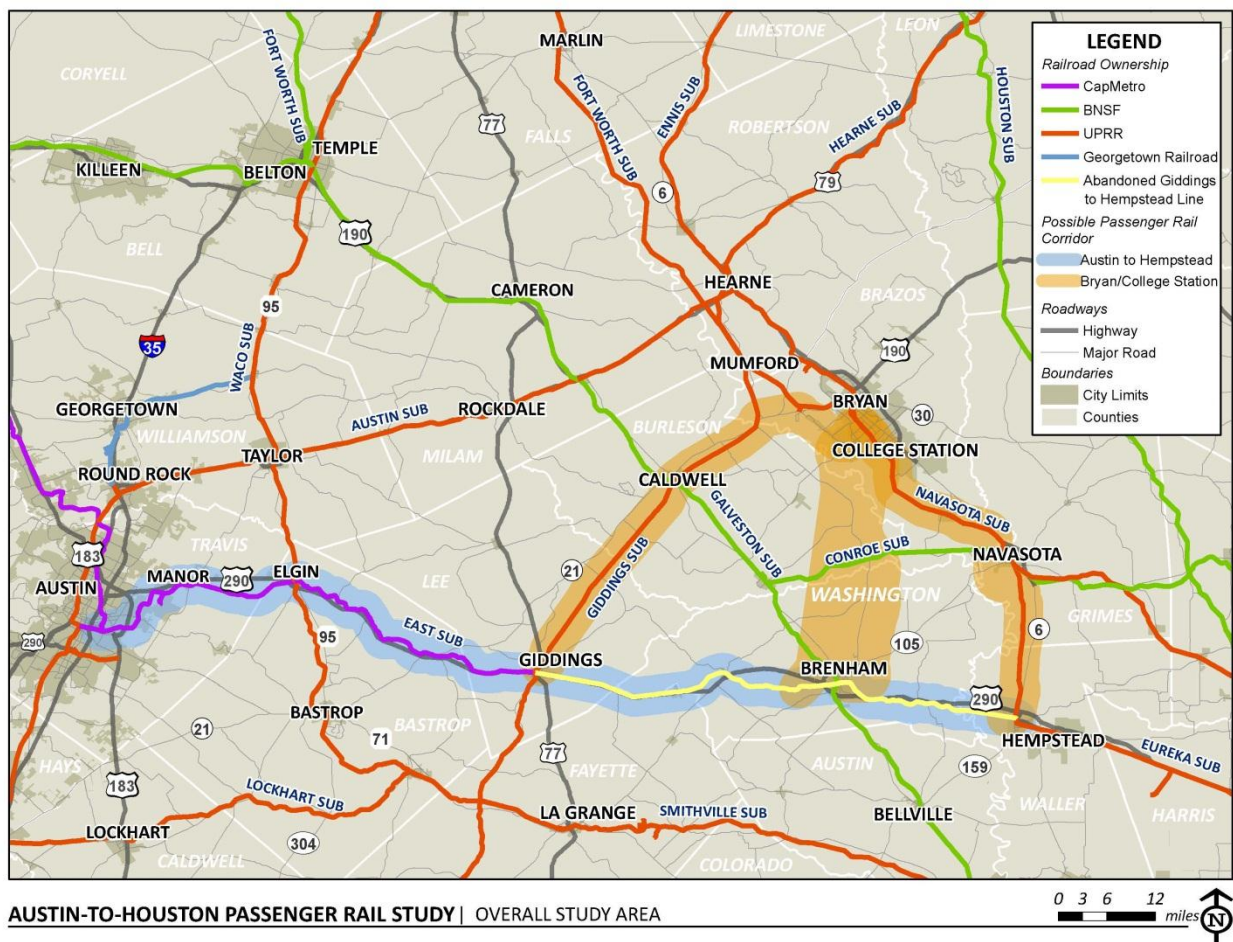 MARLIN
LIMESTONE
LEON
CORYELL
FORT WORTH SUB
77
FALLS
FORT WORTH SUB
ENNIS SUB
ROBERTSON
HEARNE SUB
HOUSTON SUB
TEMPLE
KILLEEN
BELTON
6
79
190
BELL
HEARNE
CAMERON
BRAZOS
95
35
WACO SUB
MUMFORD
190
GEORGETOWN
ROCKDALE
AUSTIN SUB
BRYAN
30
WILLIAMSON
BURLESON
TAYLOR
MILAM
COLLEGE STATION
ROUND ROCK
CALDWELL
GALVESTON SUB
NAVASOTA SUB
TRAVIS
183
21
GIDDINGS SUB
CONROE SUB
NAVASOTA
MANOR
290
ELGIN
AUSTIN
LEE
WASHINGTON
GRIMES
290
95
EAST SUB
105
6
GIDDINGS
BRENHAM
290
BASTROP
BASTROP
HEMPSTEAD
21
71
77
EUREKA SUB
HAYS
183
FAYETTE
AUSTIN
159
LOCKHART SUB
LA GRANGE
SMITHVILLE SUB
BELLVILLE
WALLER
HARRIS
LOCKHART
304
CALDWELL
COLORADO
LEGEND
Railroad Ownership
CapMetro
BNSF
UPRR
Georgetown Railroad
Abandoned Giddings
to Hempstead Line
Possible Passenger Rail
Corridor
Austin to Hempstead
Bryan/College Station
Roadways
Highway
Major Road
Boundaries
City Limits
Counties
AUSTIN-TO-HOUSTON PASSENGER RAIL STUDY | OVERALL STUDY AREA
0 3 6 12
miles
N